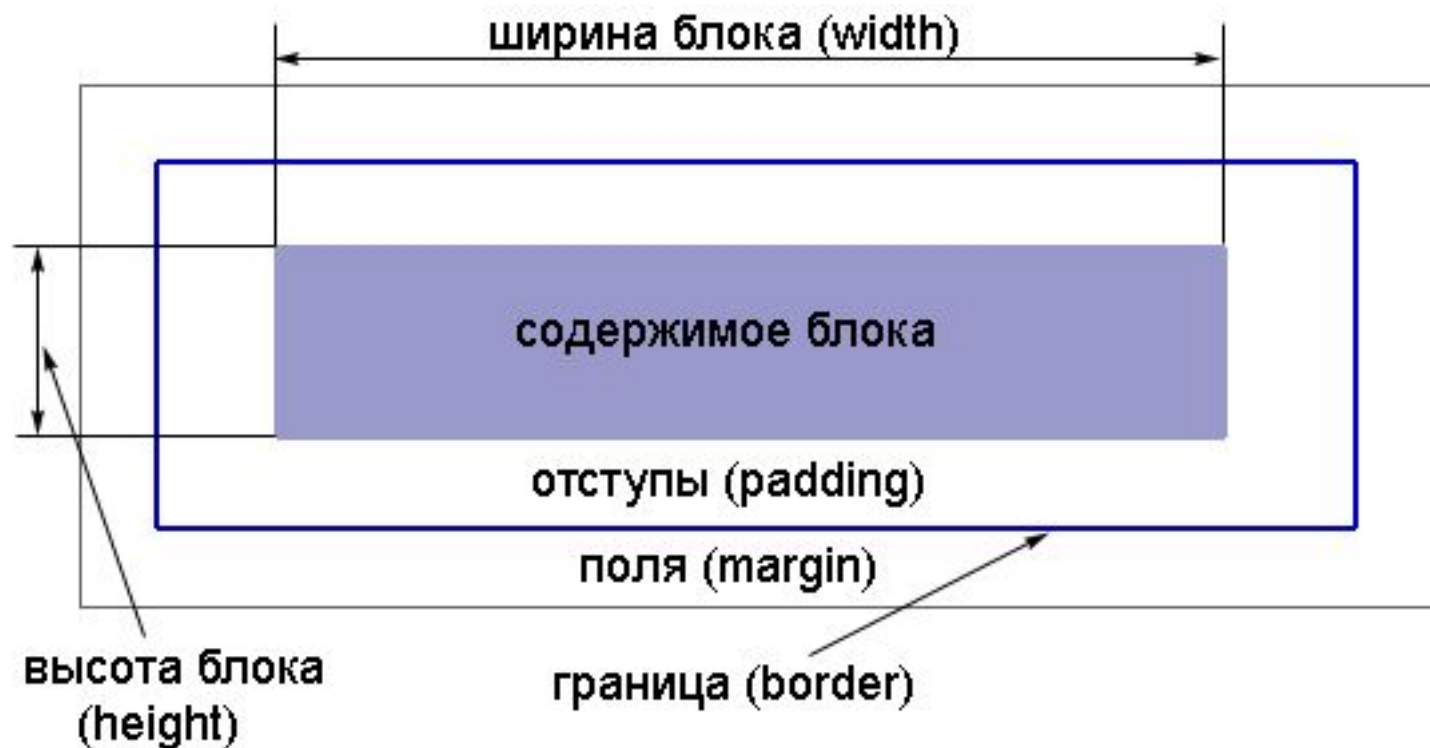 ширина блока (width)
содержимое блока
отступы (padding)
поля (margin)
высота блока
(height)
граница (border)